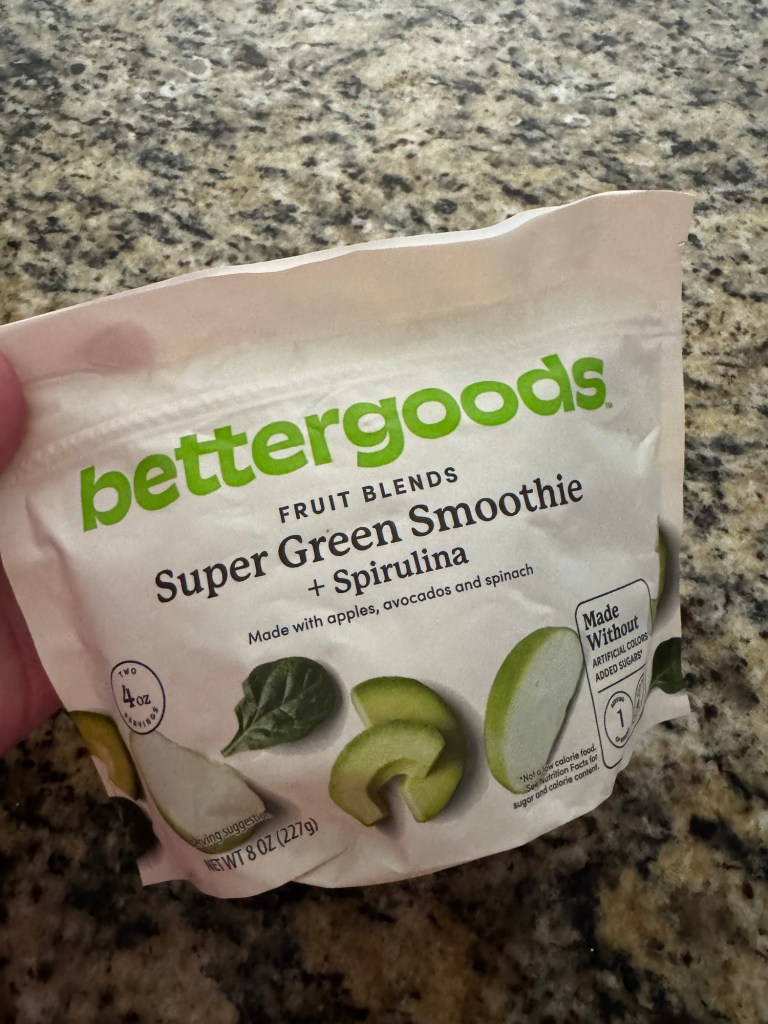 bettergoods™
FRUIT BLENDS
Super Green Smoothie
+ Spirulina
Made with apples, avocados and spinach
TWO
4oz
SERVINGS
Made
Without
ARTIFICIAL COLORS
ADDED SUGARS*
1
*Not a low calorie food.
See Nutrition Facts for
sugar and calorie content.
suggestion
NET WT 8 OZ (227g)